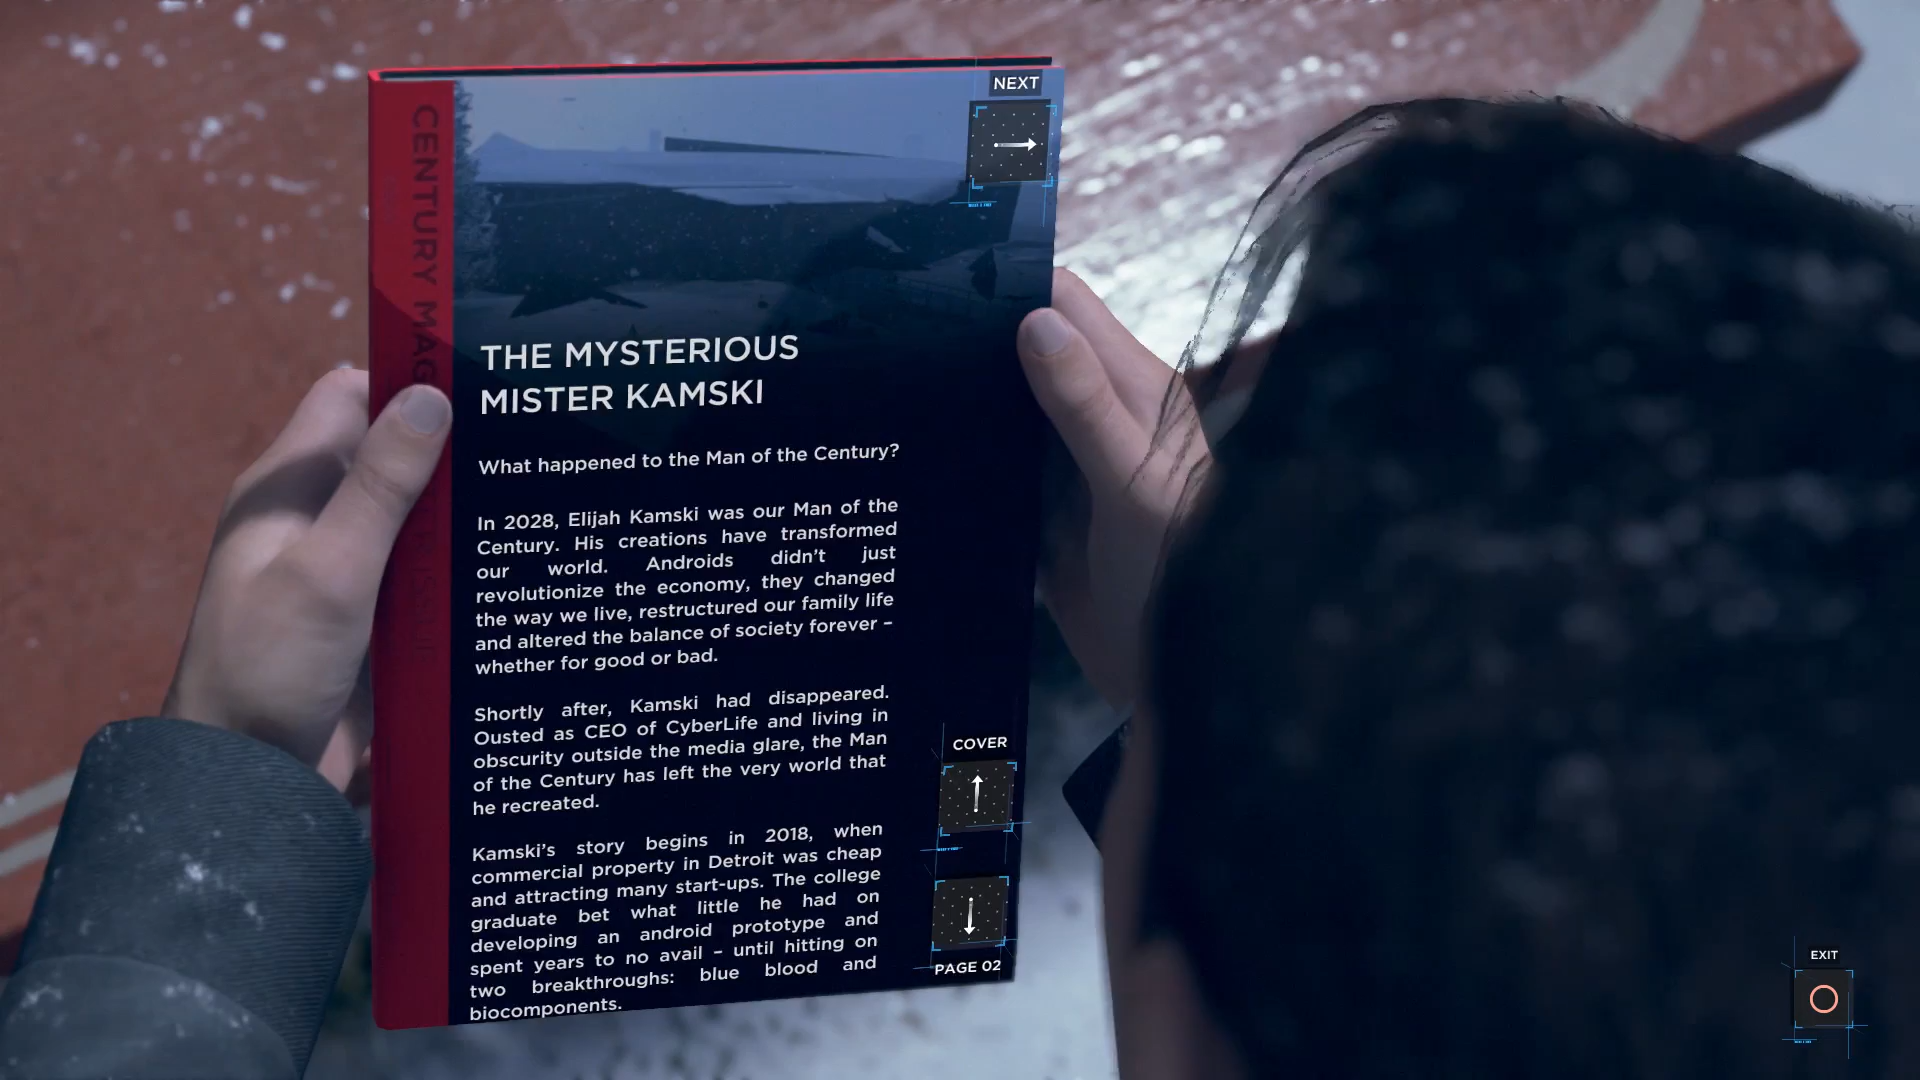 NEXT
CENTURY MAG
THE MYSTERIOUS
MISTER KAMSKI
What happened to the Man of the Century?
In 2028, Elijah Kamski was our Man of the
Century. His creations have transformed
our world. Androids didn't just
revolutionize the economy, they changed
the way we live, restructured our family life
and altered the balance of society forever –
whether for good or bad.
Shortly after, Kamski had disappeared.
Ousted as CEO of CyberLife and living in
obscurity outside the media glare, the Man
of the Century has left the very world that
he recreated.
Kamski's story begins in 2018, when
commercial property in Detroit was cheap
and attracting many start-ups. The college
graduate bet what little he had on
developing an android prototype and
spent years to no avail – until hitting on
two breakthroughs: blue blood and
biocomponents.
COVER
PAGE 02
EXIT